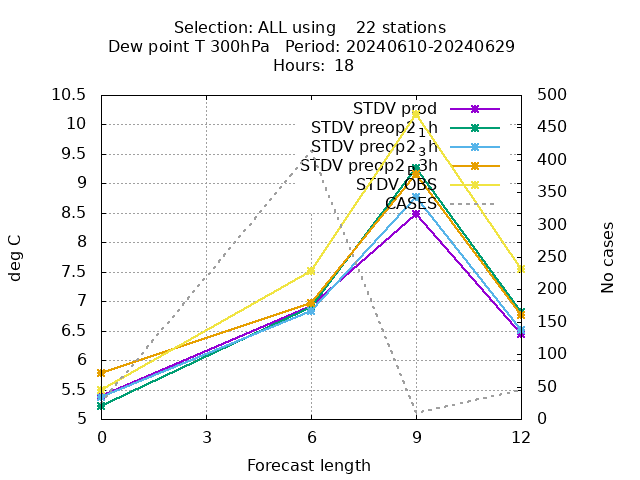 Selection: ALL using 22 stations
Dew point T 300hPa Period: 20240610-20240629
Hours: 18
STDV prod
STDV preop2_1h
STDV preop2_3h
STDV preop2_p3h
STDV OBS
CASES
10.5
10
9.5
9
8.5
8
7.5
7
6.5
6
5.5
5
deg C
500
450
400
350
300
250
200
150
100
50
0
No cases
0 3 6 9 12
Forecast length